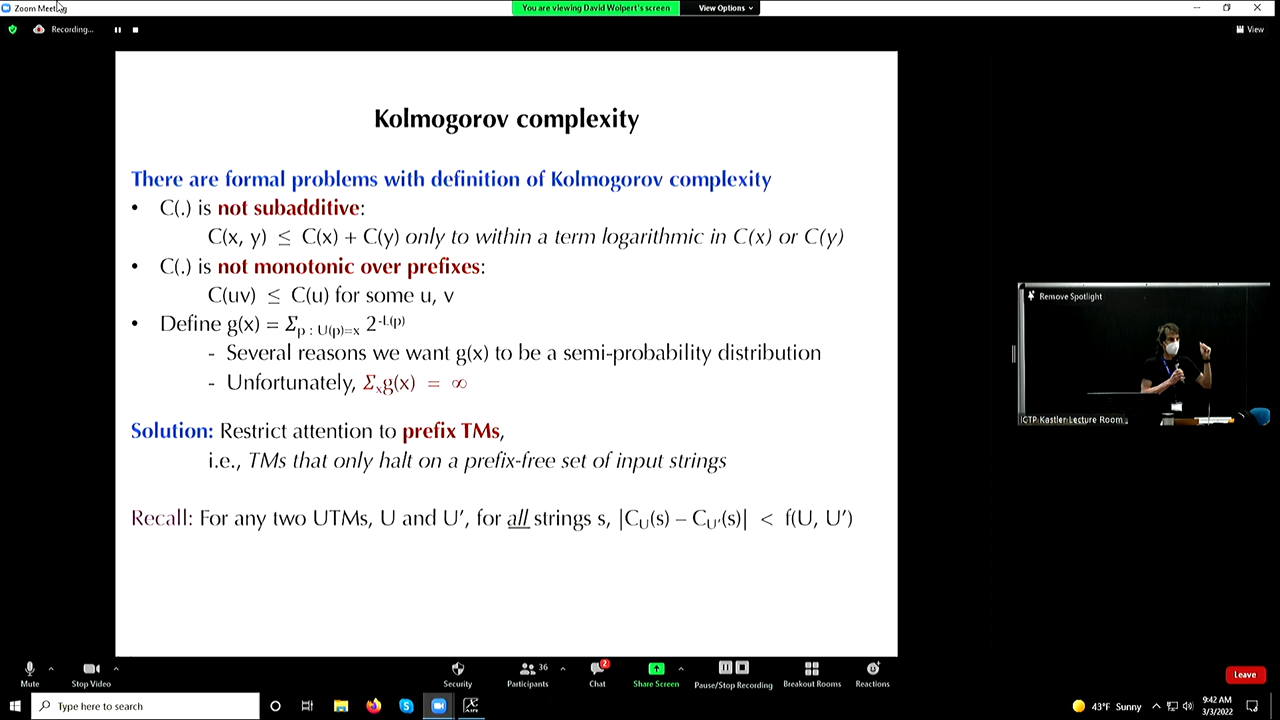 Zoom Meeting
You are viewing David Wolpert's screen
View Options
Recording...
View
Kolmogorov complexity
There are formal problems with definition of Kolmogorov complexity
• C(.) is not subadditive:
C(x, y) ≤ C(x) + C(y) only to within a term logarithmic in C(x) or C(y)
• C(.) is not monotonic over prefixes:
C(uv) ≤ C(u) for some u, v
• Define g(x) = Σp : U(p)=x 2-L(p)
- Several reasons we want g(x) to be a semi-probability distribution
- Unfortunately, Σxg(x) = ∞
Solution: Restrict attention to prefix TMs,
i.e., TMs that only halt on a prefix-free set of input strings
Recall: For any two UTMs, U and U′, for all strings s, |CU(s) – CU′(s)| < f(U, U′)
Remove Spotlight
ICTP Kastler Lecture Room
Mute
Stop Video
Security
Participants
36
Chat
2
Share Screen
Pause/Stop Recording
Breakout Rooms
Reactions
Leave
Type here to search
43°F Sunny
9:42 AM
3/3/2022